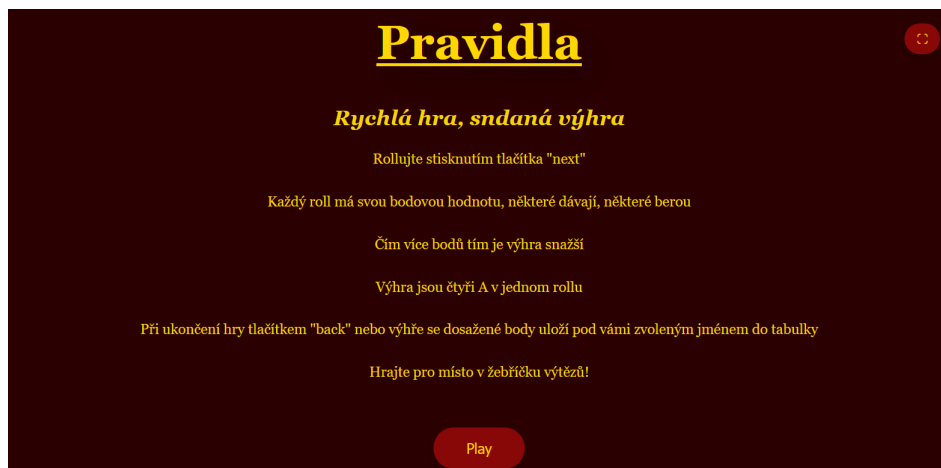 Pravidla
Rychlá hra, sndaná výhra
Rollujte stisknutím tlačítka "next"
Každý roll má svou bodovou hodnotu, některé dávají, některé berou
Čím více bodů tím je výhra snažší
Výhra jsou čtyři A v jednom rollu
Při ukončení hry tlačítkem "back" nebo výhře se dosažené body uloží pod vámi zvoleným jménem do tabulky
Hrajte pro místo v žebříčku výtězů!
Play